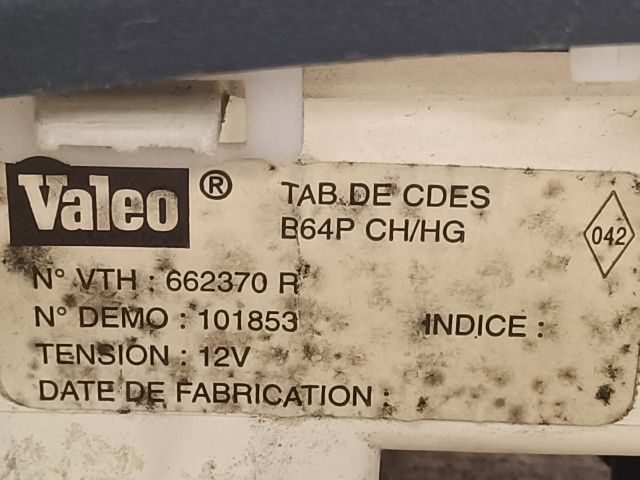 Valeo ® TAB DE CDES
B64P CH/HG
042
N° VTH : 662370 R
N° DEMO : 101853 INDICE :
TENSION : 12V
DATE DE FABRICATION :